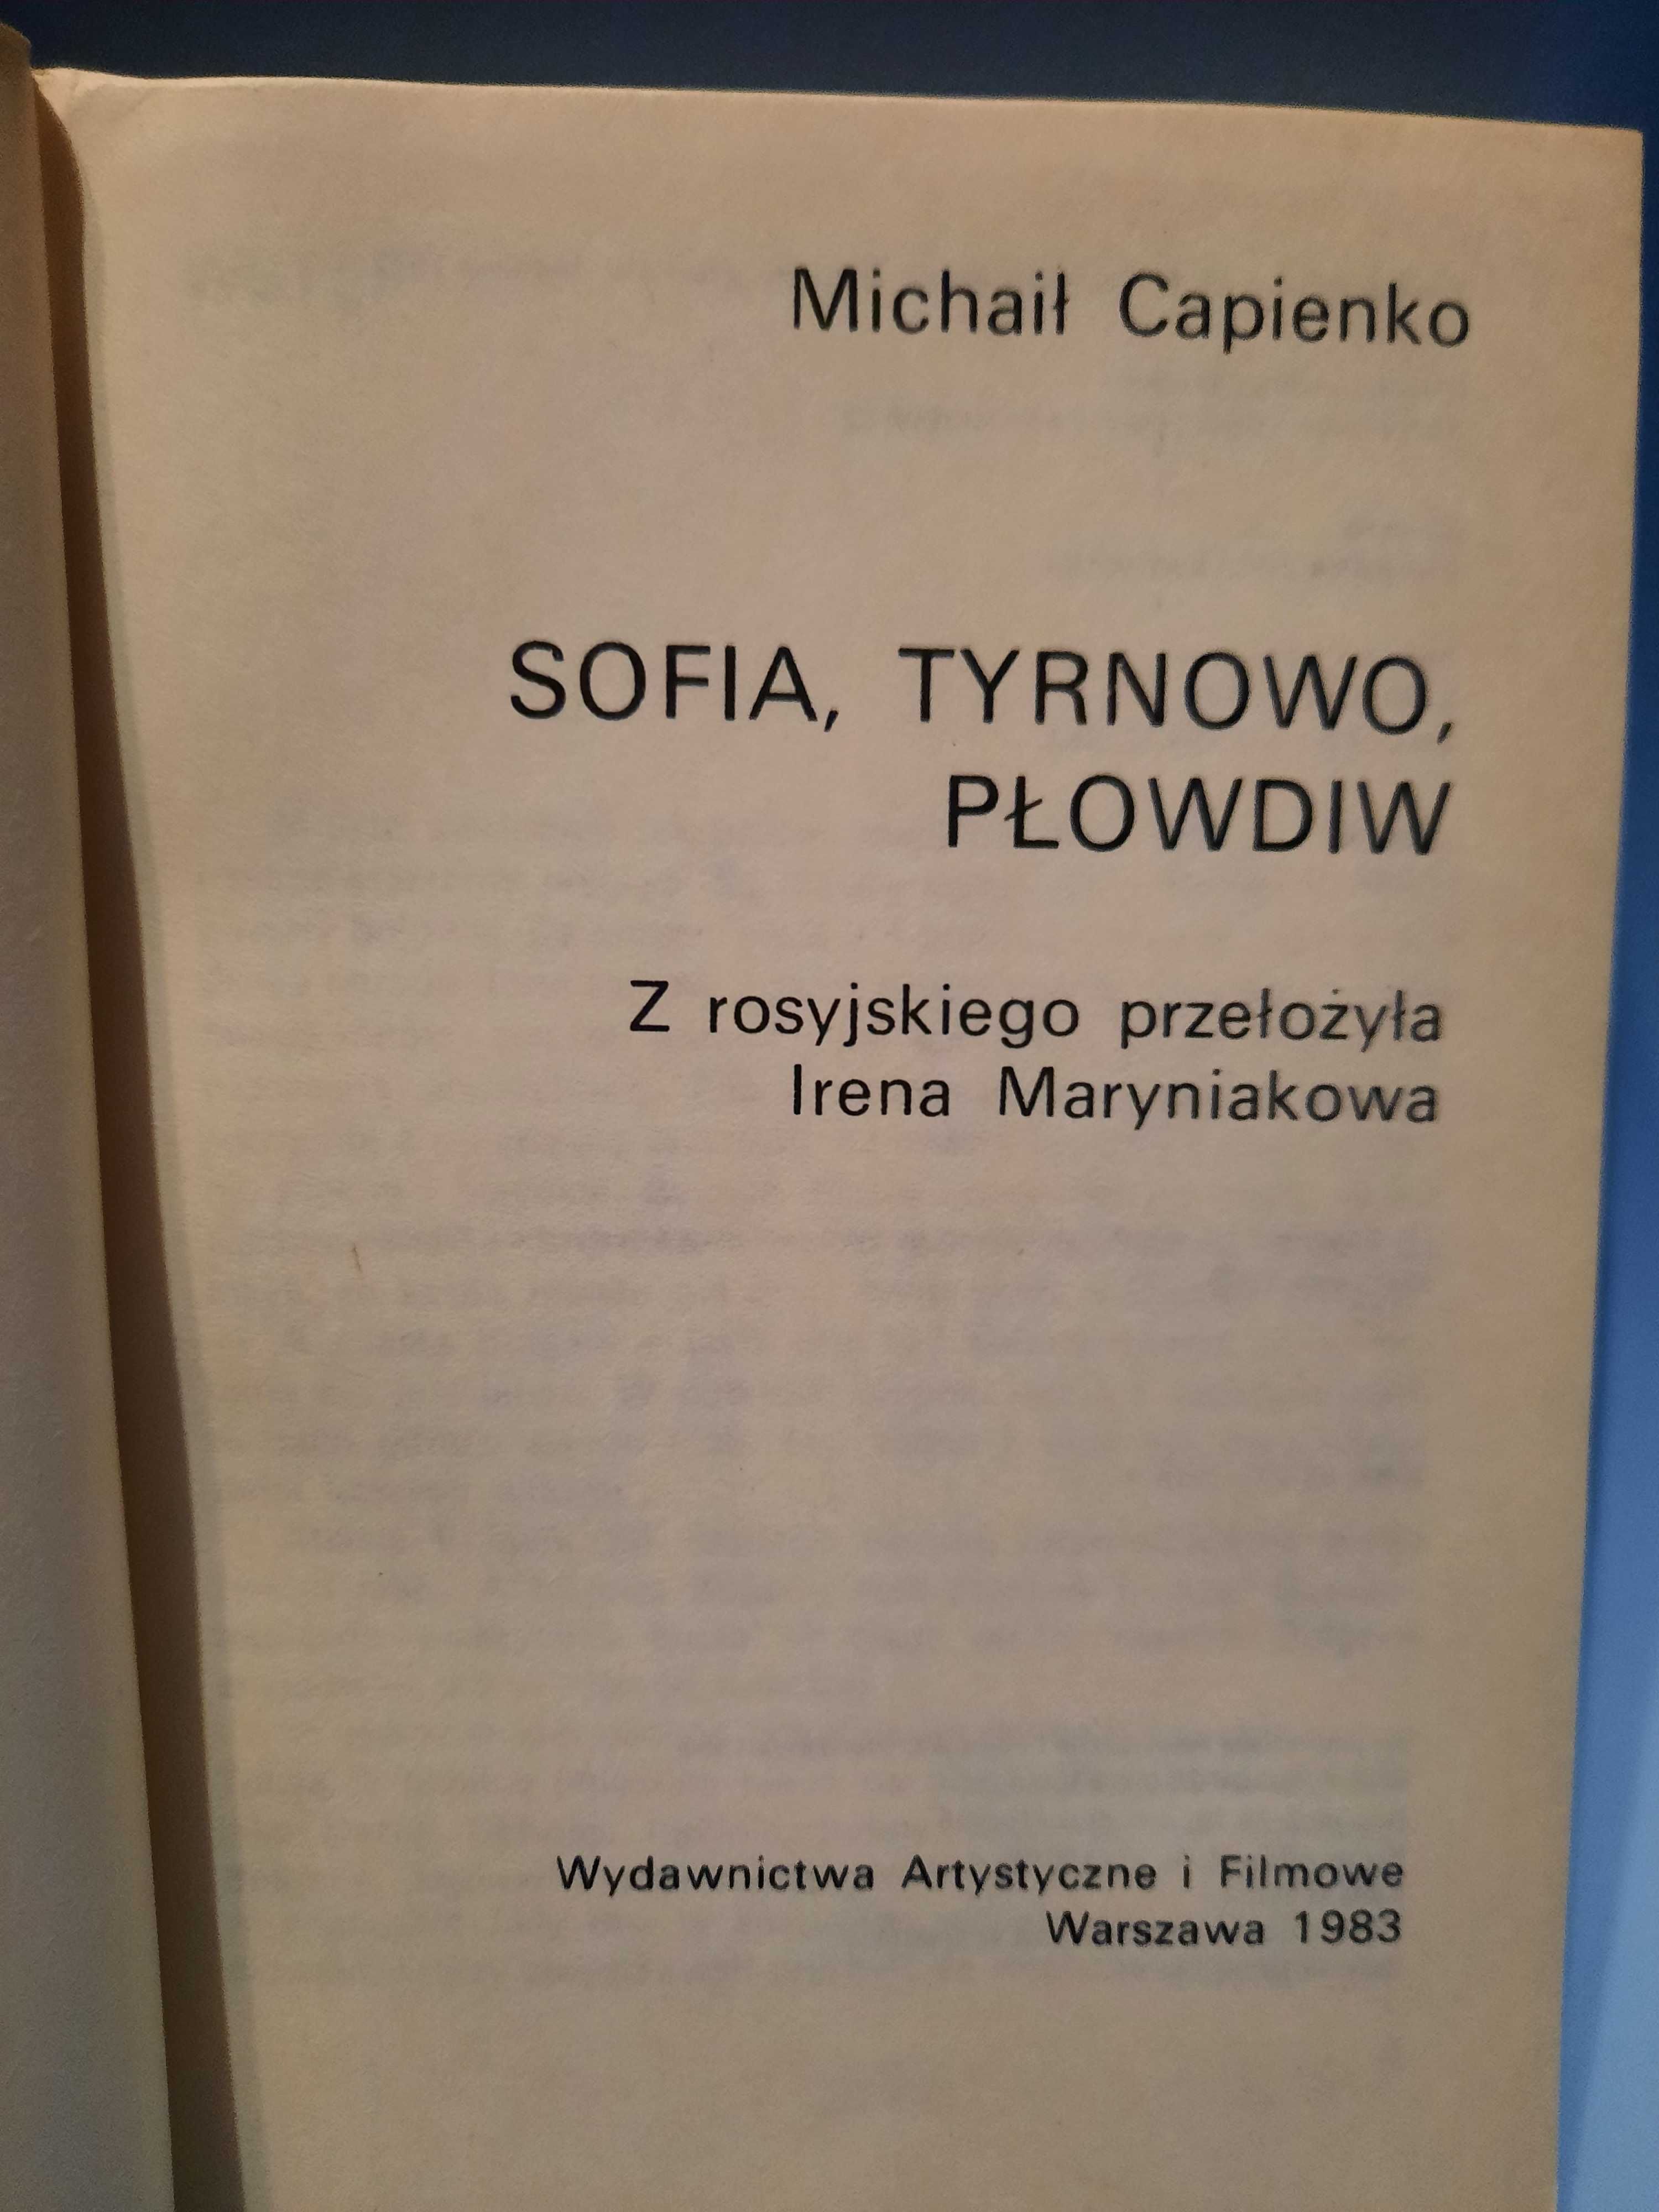 Michaił Capienko
SOFIA, TYRNOWO,
PŁOWDIW
Z rosyjskiego przełożyła
Irena Maryniakowa
Wydawnictwa Artystyczne i Filmowe
Warszawa 1983